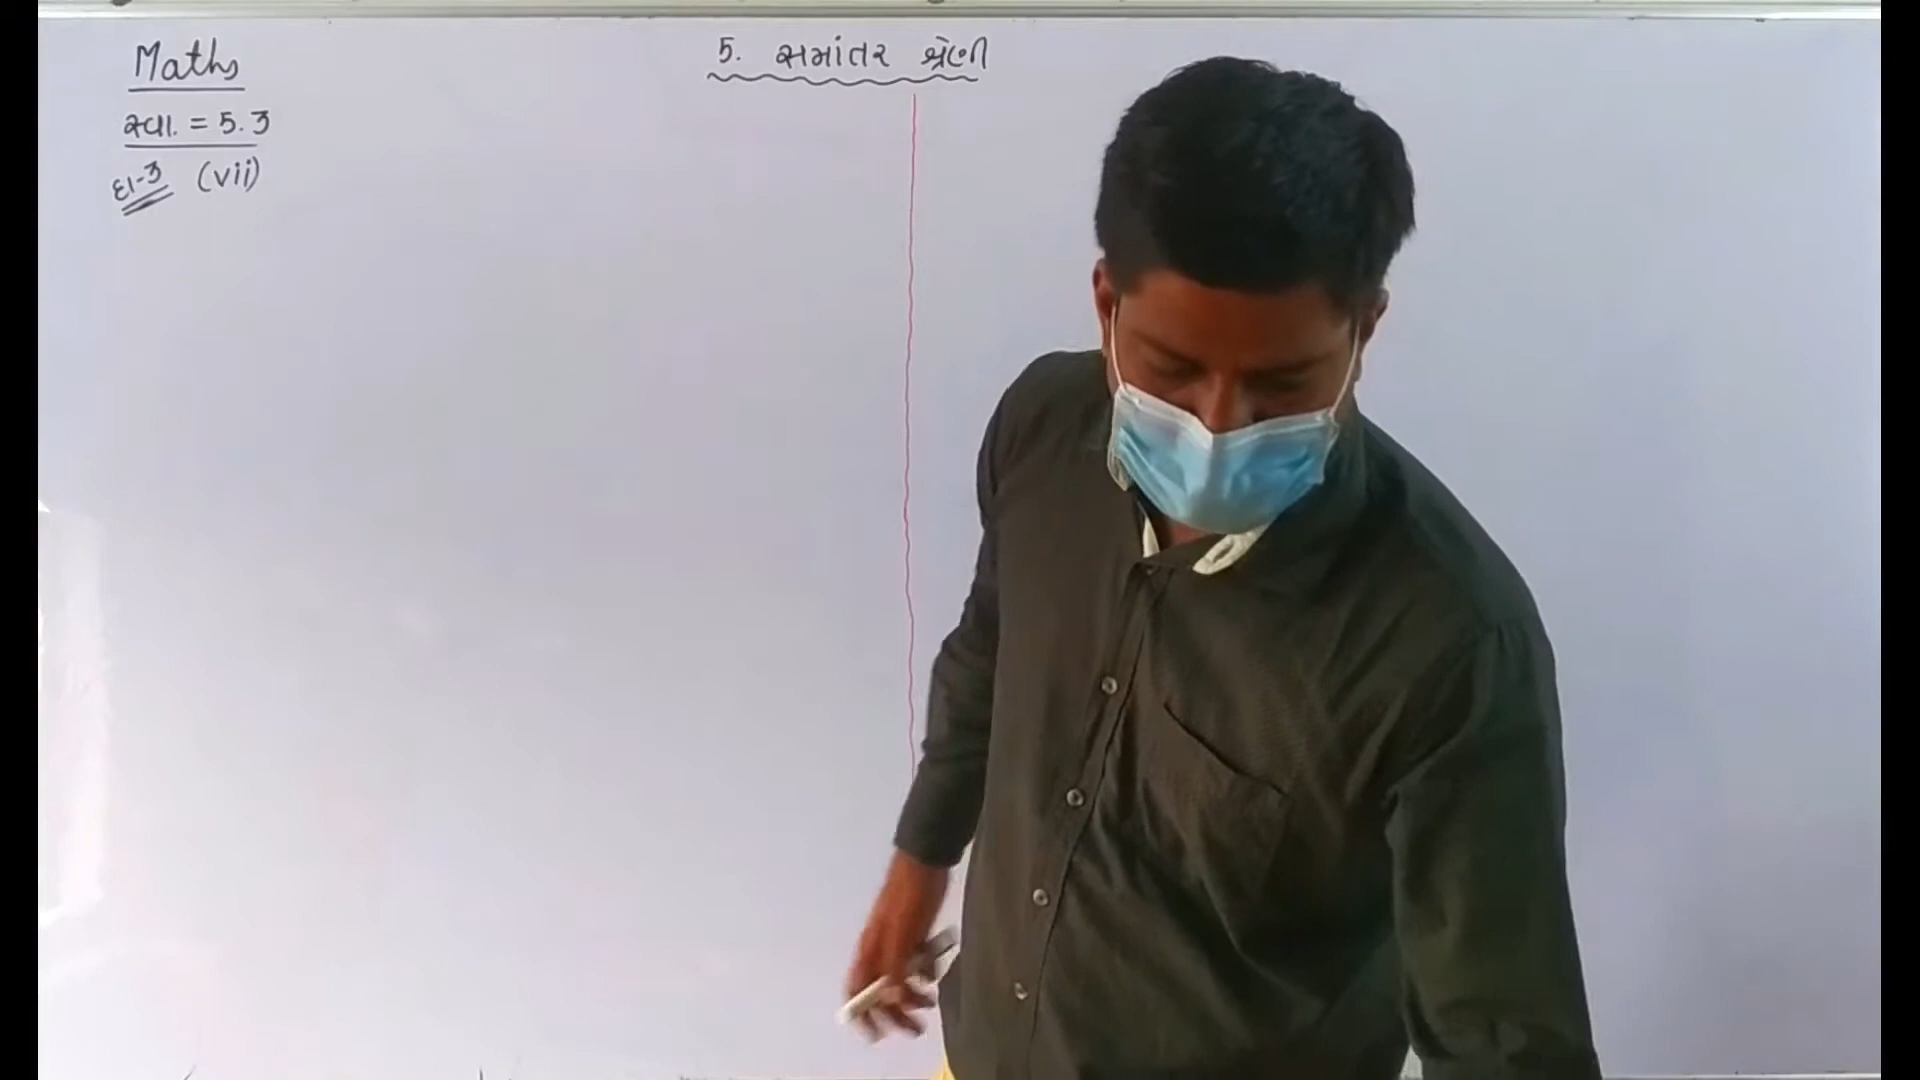 Maths
5. સમાંતર શ્રેણી
સ્વા. = 5.3
દા-3 (vii)